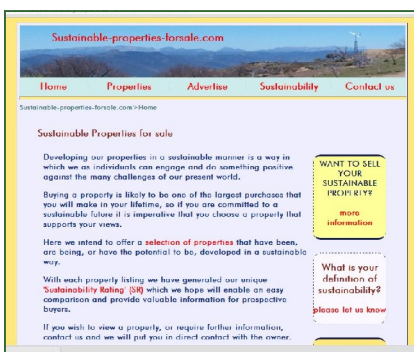 Sustainable-properties-forsale.com
Home Properties Advertise Sustainability Contact us
Sustainable-properties-forsale.com>Home
Sustainable Properties for sale
Developing our properties in a sustainable manner is a way in
which we as individuals can engage and do something positive
against the many challenges of our present world.
Buying a property is likely to be one of the largest purchases that
you will make in your lifetime, so if you are committed to a
sustainable future it is imperative that you choose a property that
supports your views.
Here we intend to offer a selection of properties that have been,
are being, or have the potential to be, developed in a sustainable
way.
With each property listing we have generated our unique
'Sustainability Rating' (SR) which we hope will enable an easy
comparison and provide valuable information for prospective
buyers.
If you wish to view a property, or require further information,
contact us and we will put you in direct contact with the owner.
WANT TO SELL
YOUR
SUSTAINABLE
PROPERTY?
more
information
What is your
definition of
sustainability?
please let us know